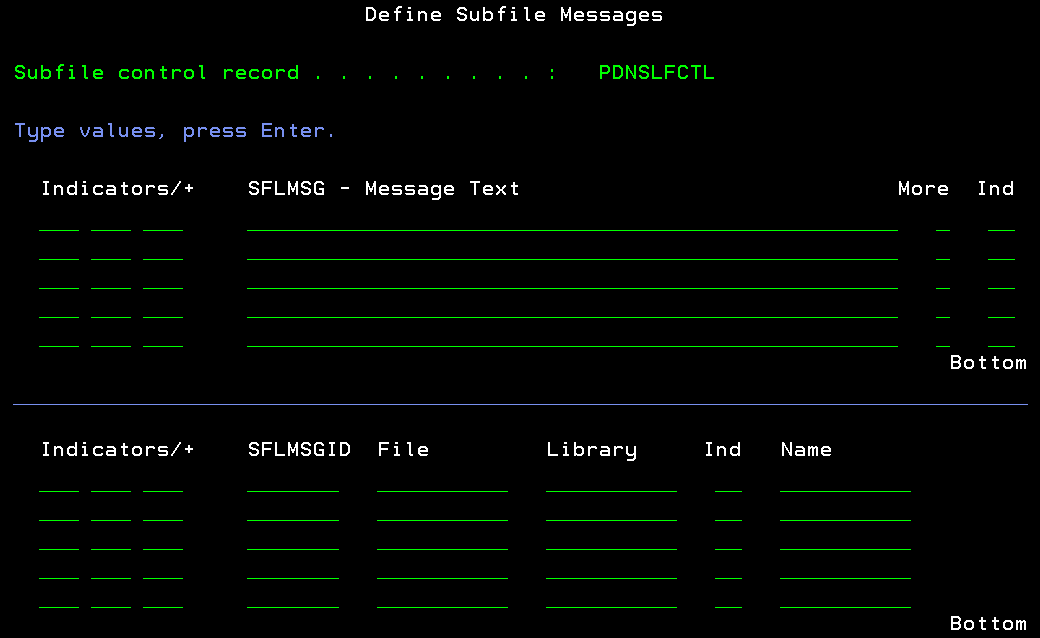 Define Subfile Messages
Subfile control record . . . . . . . . . :   PDNSLFCTL
Type values, press Enter.
Indicators/+    SFLMSG - Message Text    More  Ind
Bottom
Indicators/+    SFLMSGID  File    Library    Ind   Name
Bottom